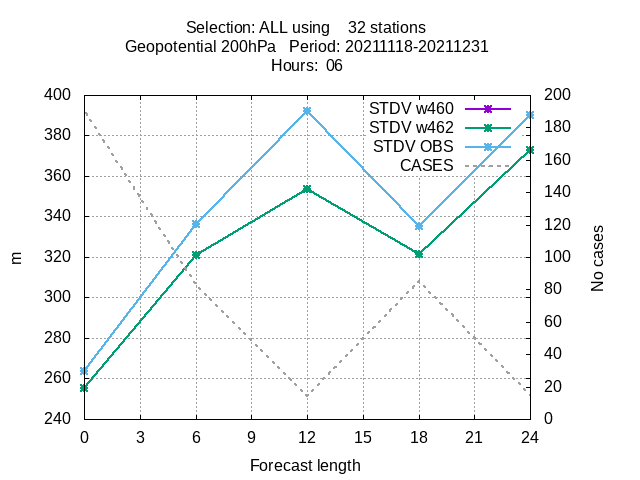 Selection: ALL using 32 stations
Geopotential 200hPa Period: 20211118-20211231
Hours: 06
STDV w460
STDV w462
STDV OBS
CASES
400
380
360
340
320
300
280
260
240
m
200
180
160
140
120
100
80
60
40
20
0
No cases
0 3 6 9 12 15 18 21 24
Forecast length